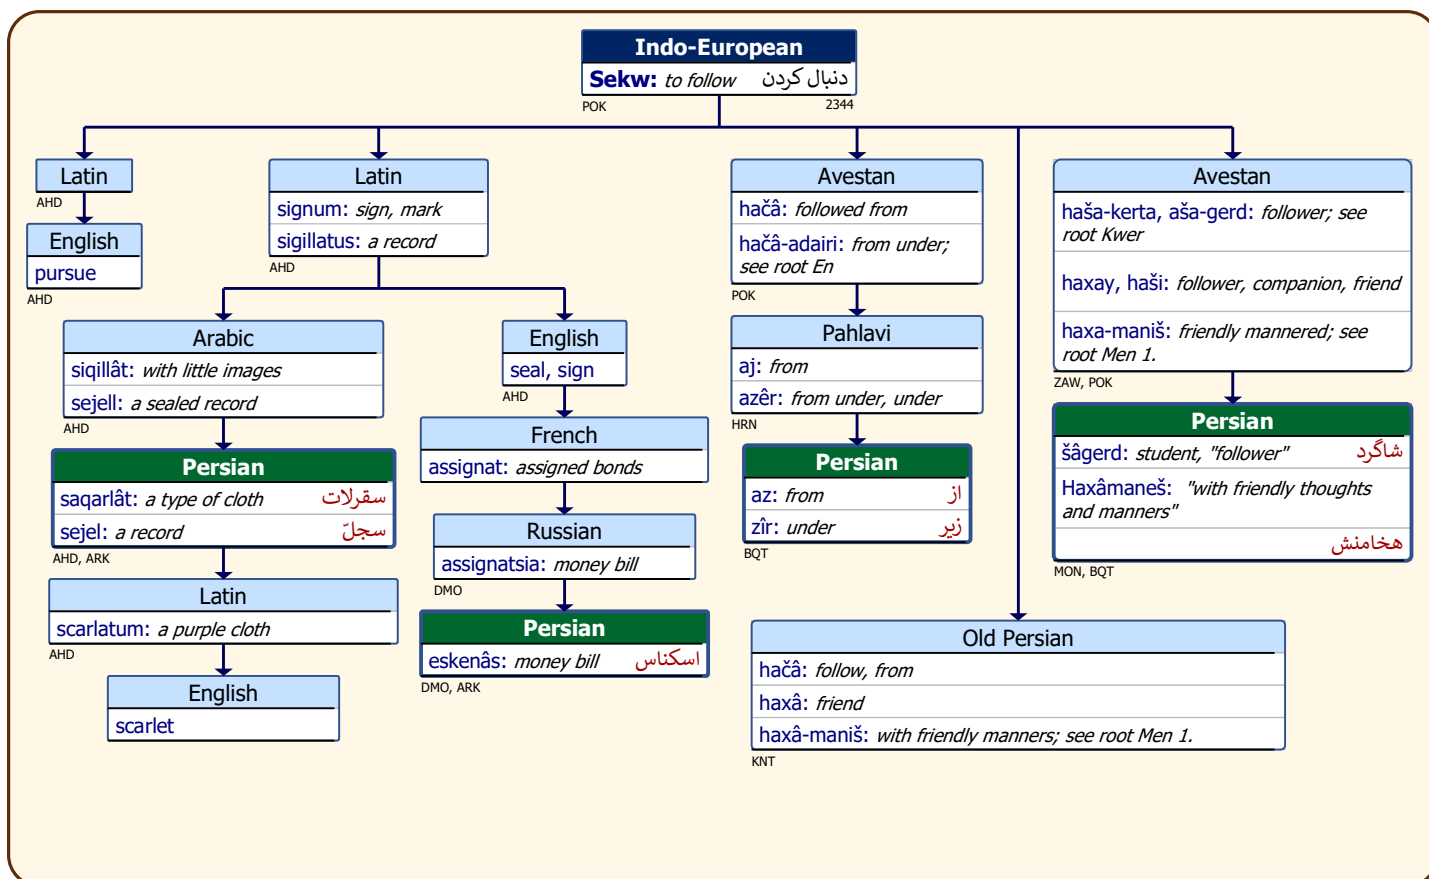 Indo-European
Sekw: to follow دنبال کردن
POK 2344
Latin
AHD
English
pursue
AHD
Latin
signum: sign, mark
sigillatus: a record
AHD
Arabic
siqillât: with little images
sejell: a sealed record
AHD
Persian
saqarlât: a type of cloth سقرلات
sejel: a record سجلّ
AHD, ARK
Latin
scarlatum: a purple cloth
AHD
English
scarlet
English
seal, sign
AHD
French
assignat: assigned bonds
Russian
assignatsia: money bill
DMO
Persian
eskenâs: money bill اسکناس
DMO, ARK
Avestan
hačâ: followed from
hačâ-adairi: from under;
see root En
POK
Pahlavi
aj: from
azêr: from under, under
HRN
Persian
az: from از
zîr: under زیر
BQT
Old Persian
hačâ: follow, from
haxâ: friend
haxâ-maniš: with friendly manners; see root Men 1.
KNT
Avestan
haša-kerta, aša-gerd: follower; see
root Kwer
haxay, haši: follower, companion, friend
haxa-maniš: friendly mannered; see
root Men 1.
ZAW, POK
Persian
šâgerd: student, "follower" شاگرد
Haxâmaneš: "with friendly thoughts
and manners"
هخامنش
MON, BQT